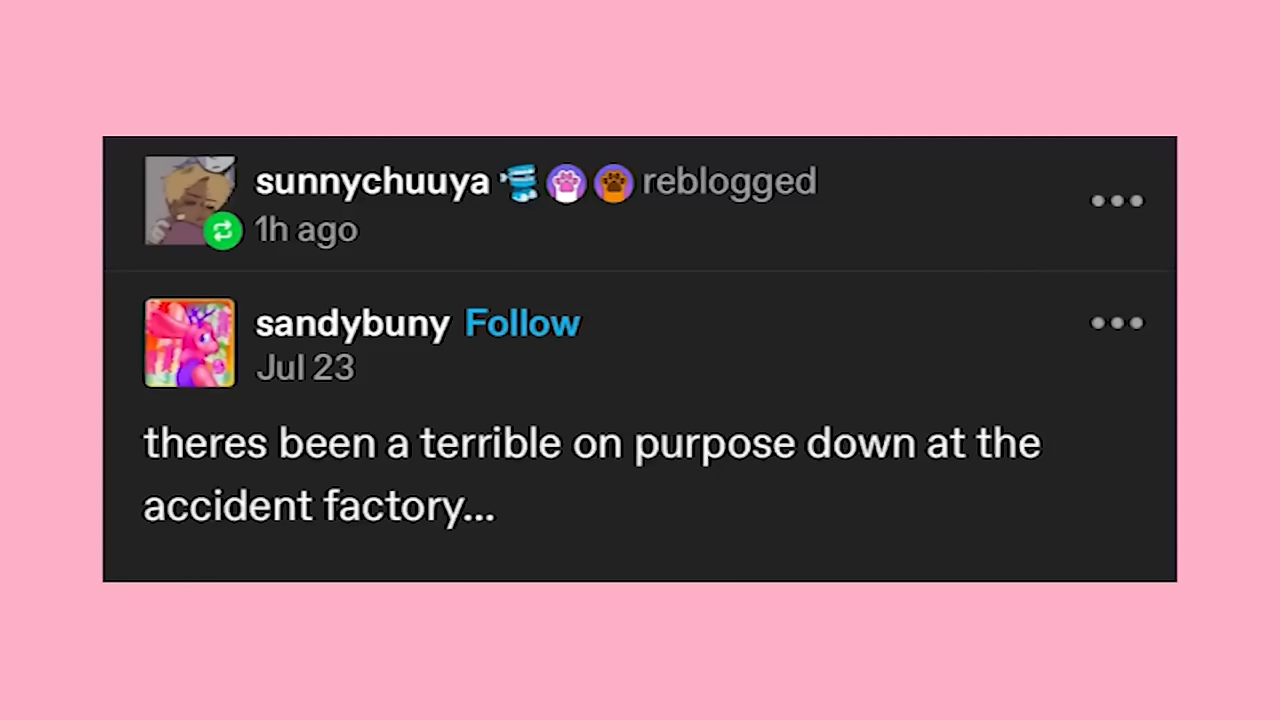 sunnychuuya reblogged
1h ago
sandybuny Follow
Jul 23
theres been a terrible on purpose down at the
accident factory...